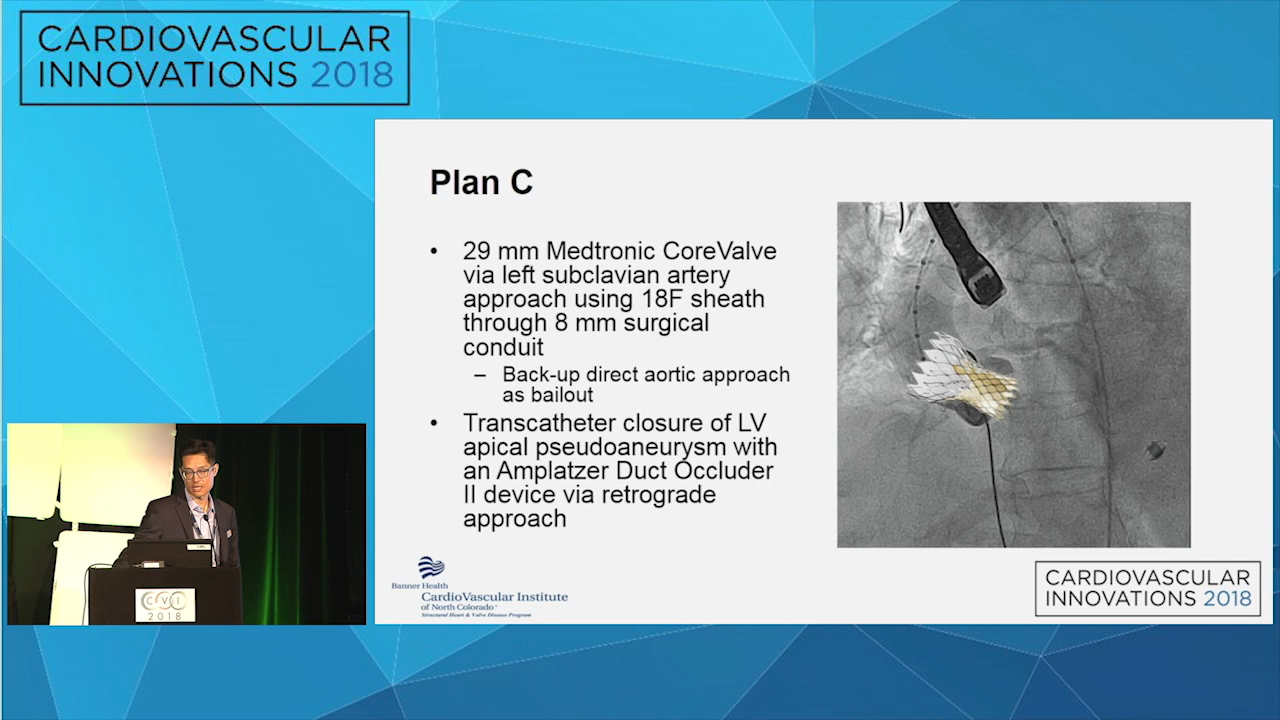 CARDIOVASCULAR
INNOVATIONS 2018
Plan C
• 29 mm Medtronic CoreValve
via left subclavian artery
approach using 18F sheath
through 8 mm surgical
conduit
– Back-up direct aortic approach
as bailout
• Transcatheter closure of LV
apical pseudoaneurysm with
an Amplatzer Duct Occluder
II device via retrograde
approach
Banner Health
CardioVascular Institute
of North Colorado
Structural Heart & Valve Disease Program
CARDIOVASCULAR
INNOVATIONS 2018
CVI
2018